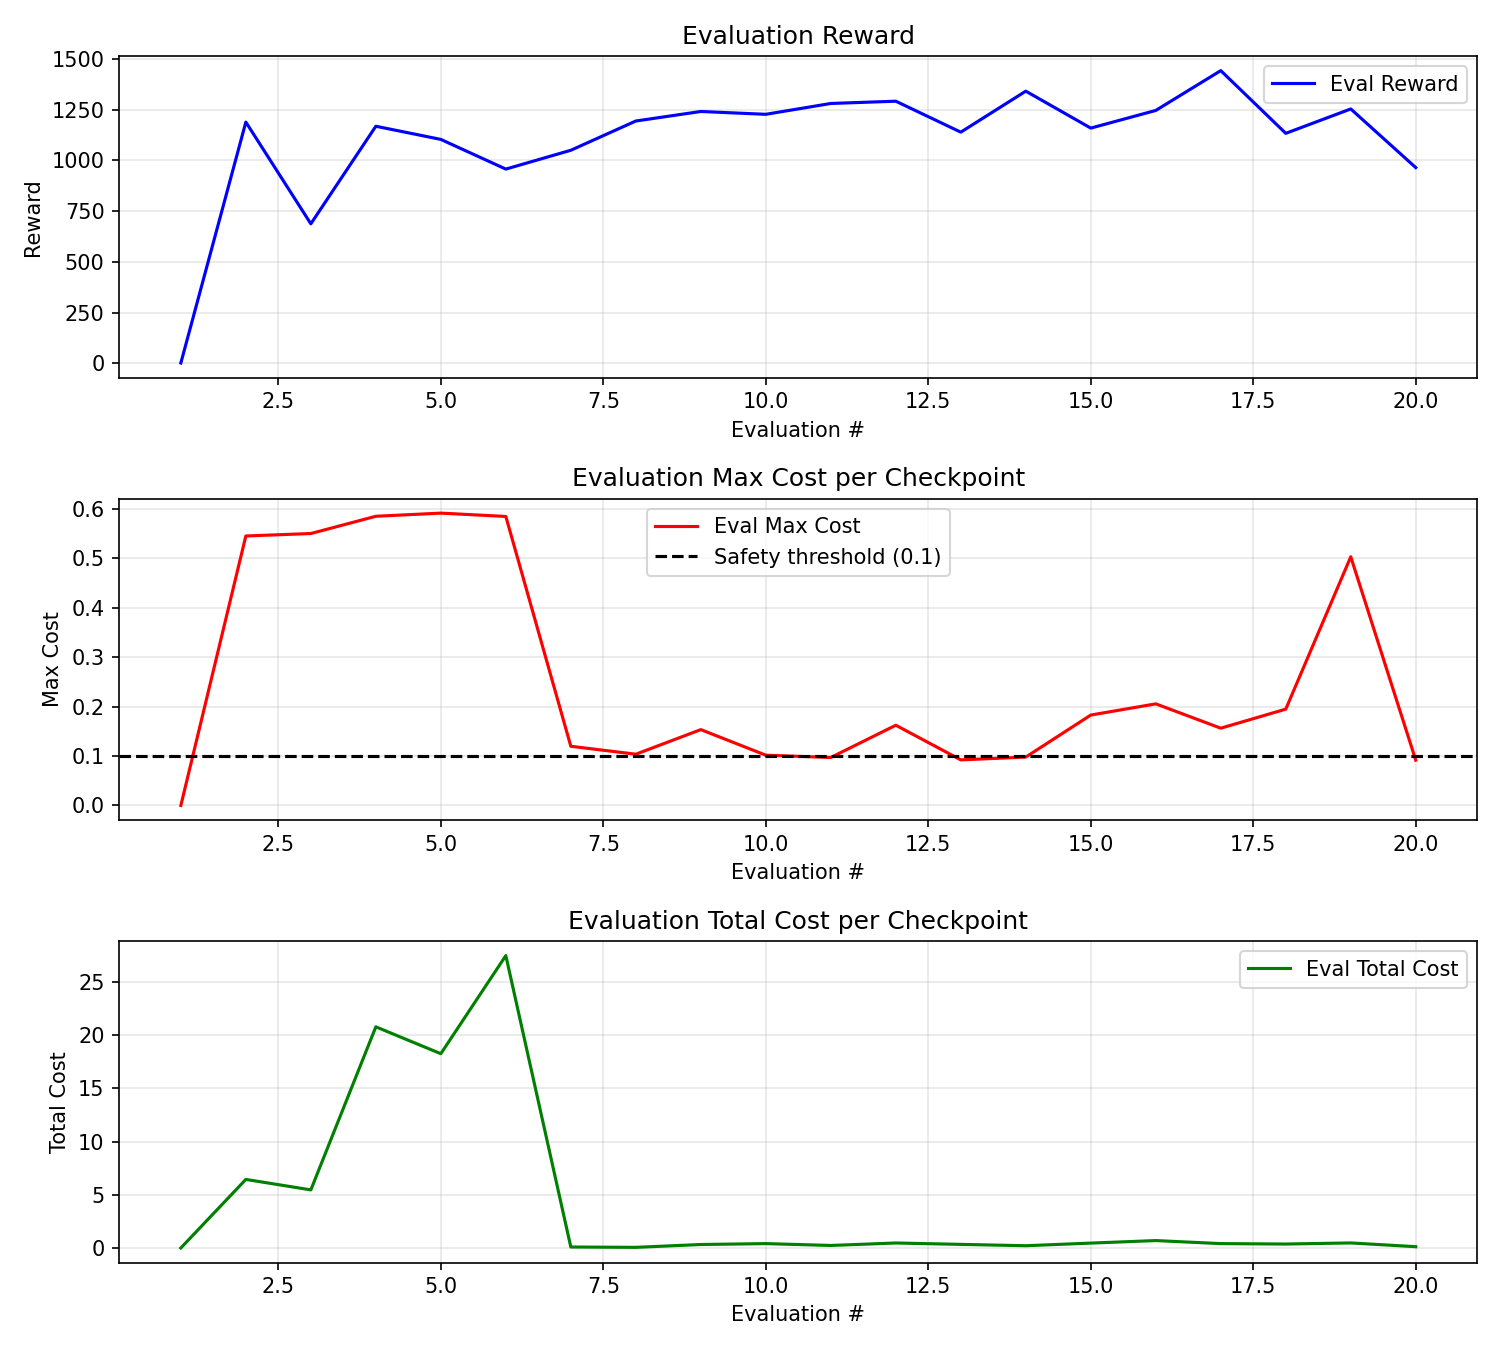 Evaluation Reward
1500
1250
1000
750
500
250
0
Reward
Eval Reward
2.5 5.0 7.5 10.0 12.5 15.0 17.5 20.0
Evaluation #
Evaluation Max Cost per Checkpoint
0.6
0.5
0.4
0.3
0.2
0.1
0.0
Max Cost
Eval Max Cost
Safety threshold (0.1)
2.5 5.0 7.5 10.0 12.5 15.0 17.5 20.0
Evaluation #
Evaluation Total Cost per Checkpoint
25
20
15
10
5
0
Total Cost
Eval Total Cost
2.5 5.0 7.5 10.0 12.5 15.0 17.5 20.0
Evaluation #